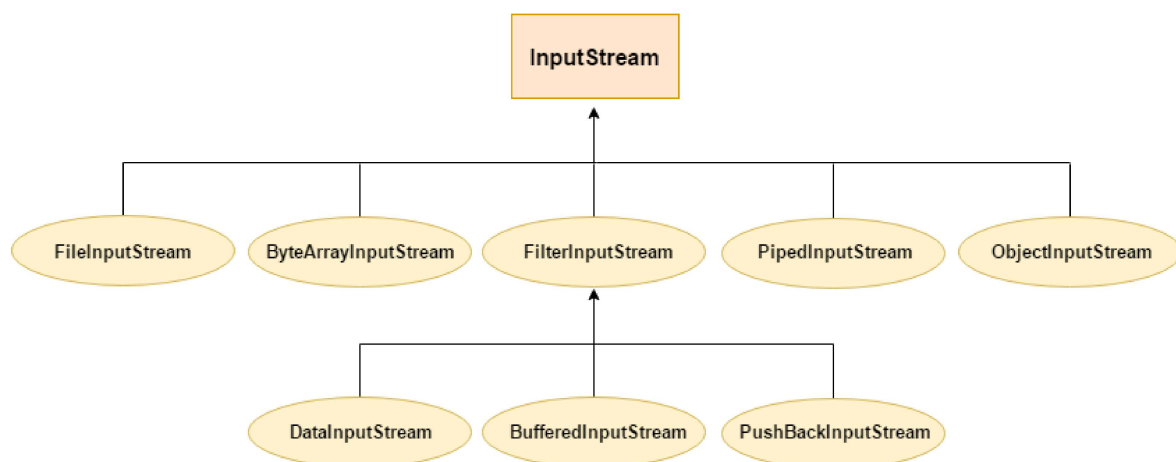 InputStream
FileInputStream
ByteArrayInputStream
FilterInputStream
PipedInputStream
ObjectInputStream
DataInputStream
BufferedInputStream
PushBackInputStream